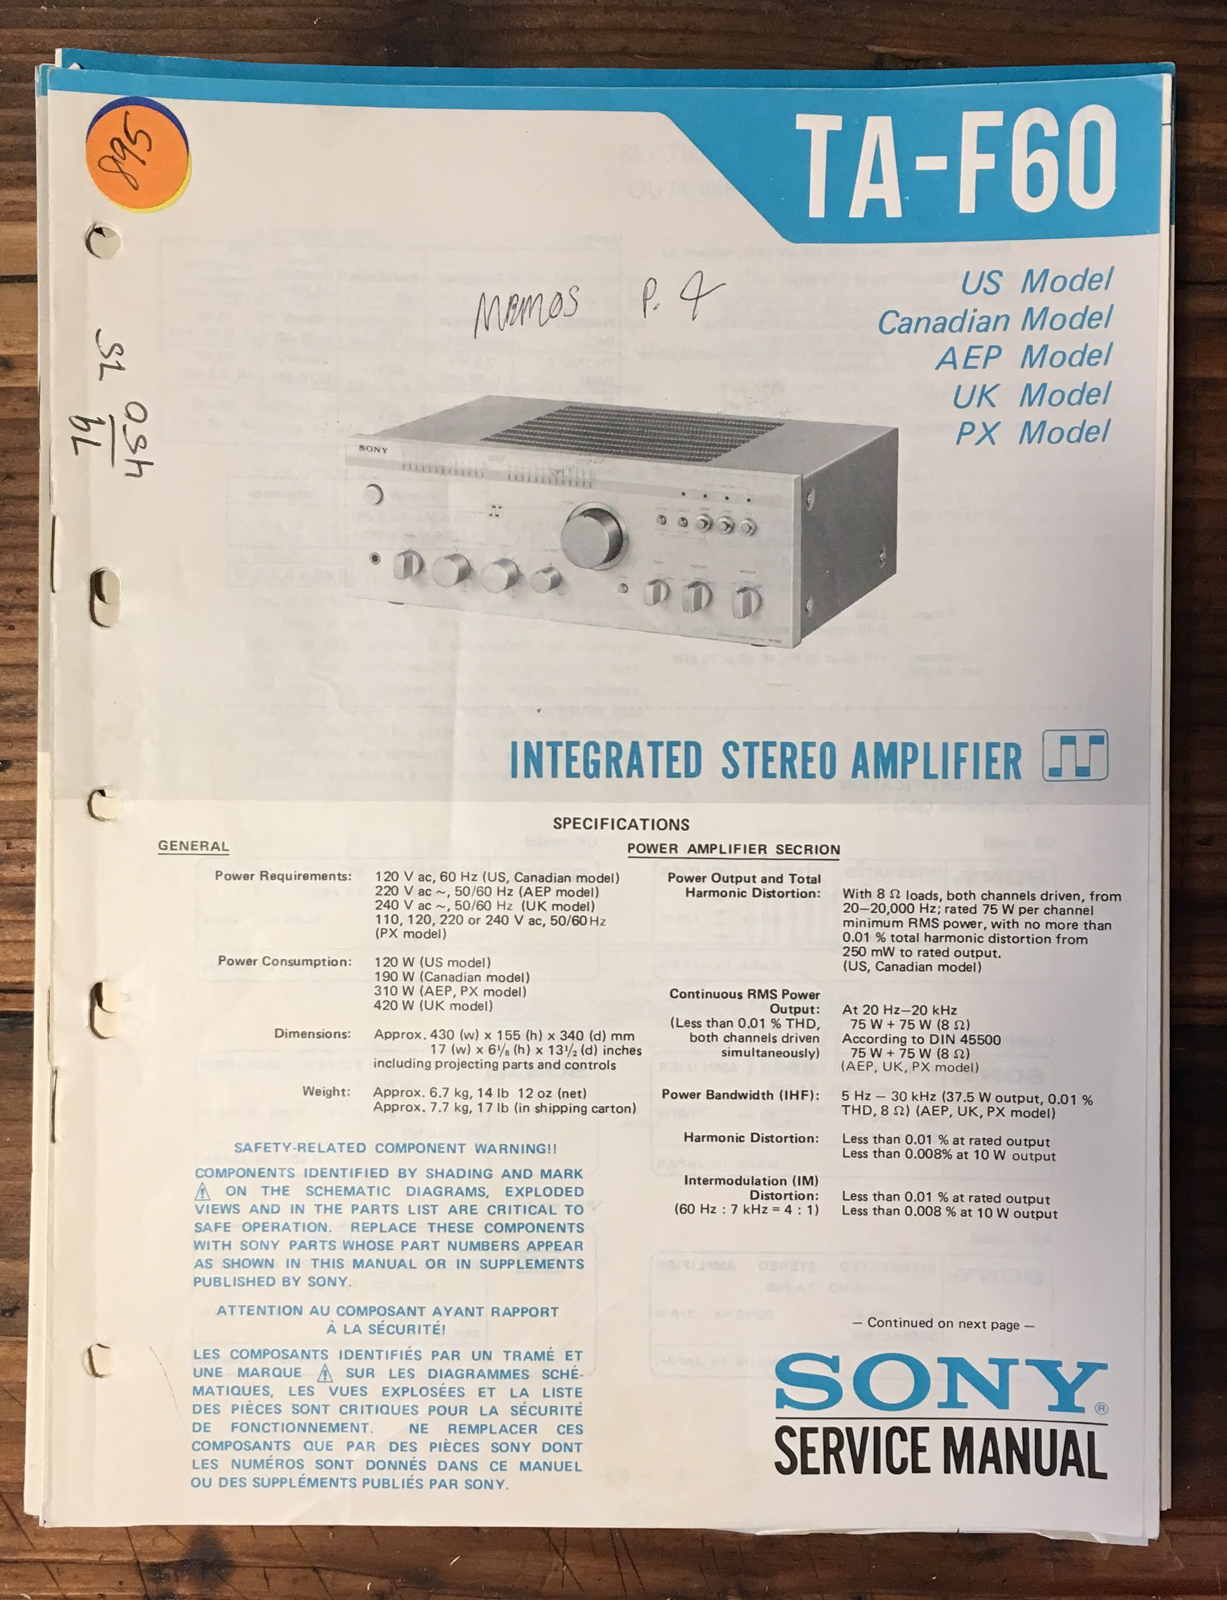 TA-F60
895
US Model
Canadian Model
AEP Model
UK Model
PX Model
MEMOS P. 4
SONY
INTEGRATED STEREO AMPLIFIER
SPECIFICATIONS
GENERAL
Power Requirements: 120 V ac, 60 Hz (US, Canadian model)
220 V ac ~, 50/60 Hz (AEP model)
240 V ac ~, 50/60 Hz (UK model)
110, 120, 220 or 240 V ac, 50/60 Hz
(PX model)
Power Consumption: 120 W (US model)
190 W (Canadian model)
310 W (AEP, PX model)
420 W (UK model)
Dimensions: Approx. 430 (w) x 155 (h) x 340 (d) mm
17 (w) x 6 1/8 (h) x 13 1/2 (d) inches
including projecting parts and controls
Weight: Approx. 6.7 kg, 14 lb 12 oz (net)
Approx. 7.7 kg, 17 lb (in shipping carton)
SAFETY-RELATED COMPONENT WARNING!!
COMPONENTS IDENTIFIED BY SHADING AND MARK
⚠ ON THE SCHEMATIC DIAGRAMS, EXPLODED
VIEWS AND IN THE PARTS LIST ARE CRITICAL TO
SAFE OPERATION. REPLACE THESE COMPONENTS
WITH SONY PARTS WHOSE PART NUMBERS APPEAR
AS SHOWN IN THIS MANUAL OR IN SUPPLEMENTS
PUBLISHED BY SONY.
ATTENTION AU COMPOSANT AYANT RAPPORT
À LA SÉCURITÉ!
LES COMPOSANTS IDENTIFIÉS PAR UN TRAMÉ ET
UNE MARQUE ⚠ SUR LES DIAGRAMMES SCHÉ-
MATIQUES, LES VUES EXPLOSÉES ET LA LISTE
DES PIÈCES SONT CRITIQUES POUR LA SÉCURITÉ
DE FONCTIONNEMENT. NE REMPLACER CES
COMPOSANTS QUE PAR DES PIÈCES SONY DONT
LES NUMÉROS SONT DONNÉS DANS CE MANUEL
OU DES SUPPLÉMENTS PUBLIÉS PAR SONY.
POWER AMPLIFIER SECRION
Power Output and Total
Harmonic Distortion: With 8 Ω loads, both channels driven, from
20–20,000 Hz; rated 75 W per channel
minimum RMS power, with no more than
0.01 % total harmonic distortion from
250 mW to rated output.
(US, Canadian model)
Continuous RMS Power
Output: At 20 Hz–20 kHz
(Less than 0.01 % THD, 75 W + 75 W (8 Ω)
both channels driven According to DIN 45500
simultaneously) 75 W + 75 W (8 Ω)
(AEP, UK, PX model)
Power Bandwidth (IHF): 5 Hz – 30 kHz (37.5 W output, 0.01 %
THD, 8 Ω) (AEP, UK, PX model)
Harmonic Distortion: Less than 0.01 % at rated output
Less than 0.008% at 10 W output
Intermodulation (IM)
Distortion: Less than 0.01 % at rated output
(60 Hz : 7 kHz = 4 : 1) Less than 0.008 % at 10 W output
– Continued on next page –
SONY®
SERVICE MANUAL